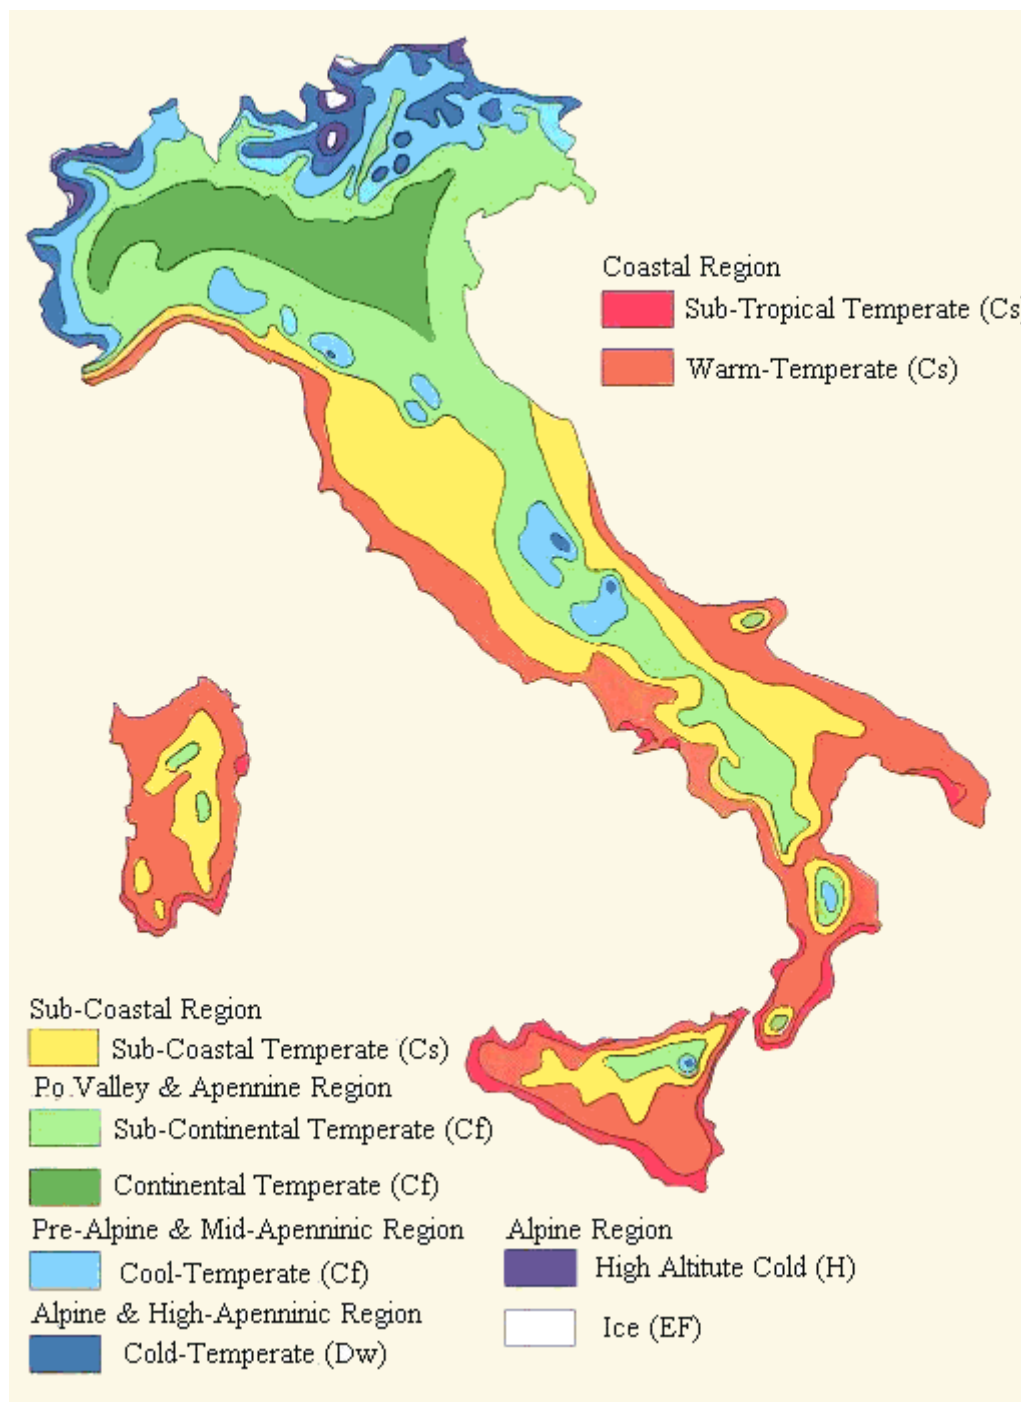 Coastal Region
Sub-Tropical Temperate (Cs
Warm-Temperate (Cs)
Sub-Coastal Region
Sub-Coastal Temperate (Cs)
Po Valley & Apennine Region
Sub-Continental Temperate (Cf)
Continental Temperate (Cf)
Pre-Alpine & Mid-Apenninic Region
Cool-Temperate (Cf)
Alpine & High-Apenninic Region
Cold-Temperate (Dw)
Alpine Region
High Altitute Cold (H)
Ice (EF)